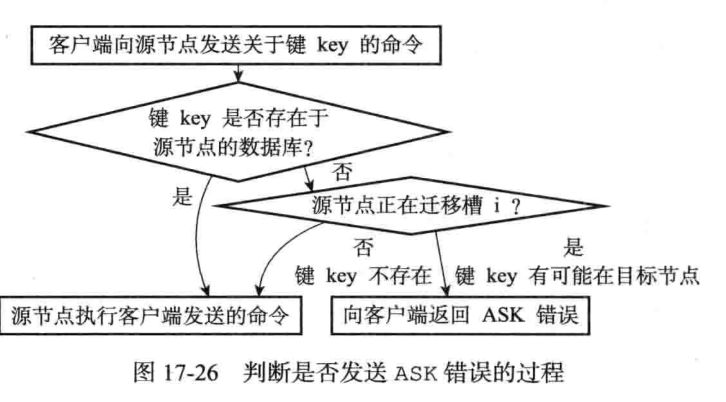 客户端向源节点发送关于键 key 的命令
键 key 是否存在于
源节点的数据库？
否
是
源节点正在迁移槽 i ？
否
是
键 key 不存在
键 key 有可能在目标节点
源节点执行客户端发送的命令
向客户端返回 ASK 错误
图 17-26 判断是否发送 ASK 错误的过程